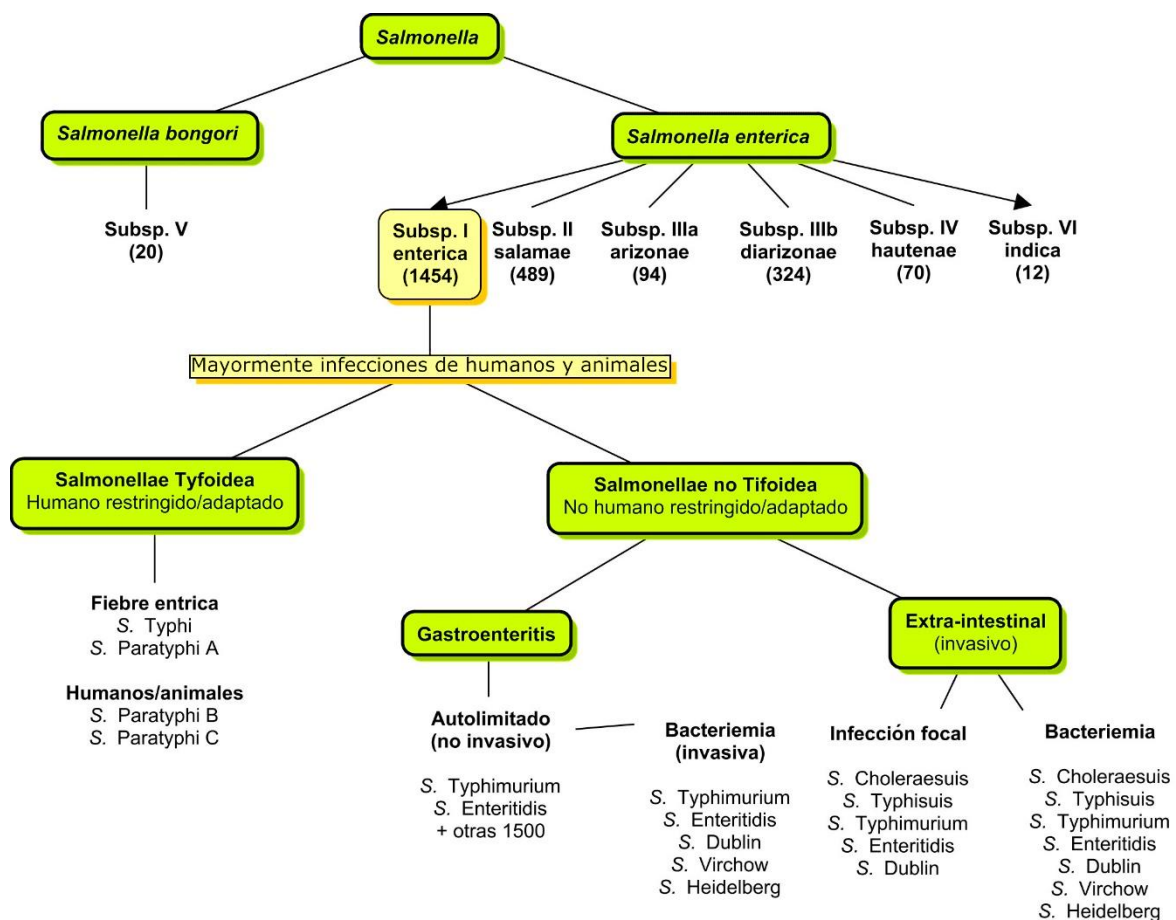 Salmonella
Salmonella bongori
Salmonella enterica
Subsp. V
(20)
Subsp. I
enterica
(1454)
Subsp. II
salamae
(489)
Subsp. IIIa
arizonae
(94)
Subsp. IIIb
diarizonae
(324)
Subsp. IV
hautenae
(70)
Subsp. VI
indica
(12)
Mayormente infecciones de humanos y animales
Salmonellae Tyfoidea
Humano restringido/adaptado
Salmonellae no Tifoidea
No humano restringido/adaptado
Fiebre entrica
S. Typhi
S. Paratyphi A
Humanos/animales
S. Paratyphi B
S. Paratyphi C
Gastroenteritis
Extra-intestinal
(invasivo)
Autolimitado
(no invasivo)
S. Typhimurium
S. Enteritidis
+ otras 1500
Bacteriemia
(invasiva)
S. Typhimurium
S. Enteritidis
S. Dublin
S. Virchow
S. Heidelberg
Infección focal
S. Choleraesuis
S. Typhisuis
S. Typhimurium
S. Enteritidis
S. Dublin
Bacteriemia
S. Choleraesuis
S. Typhisuis
S. Typhimurium
S. Enteritidis
S. Dublin
S. Virchow
S. Heidelberg